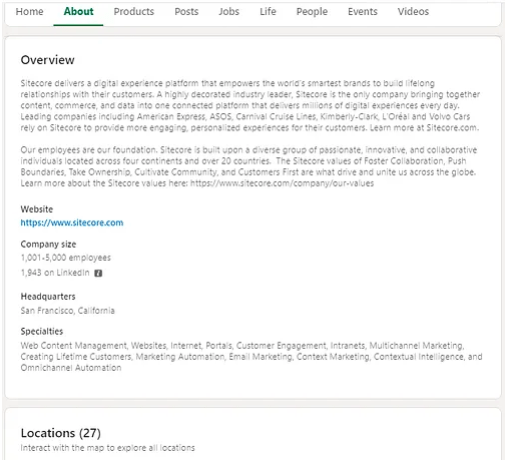 Home About Products Posts Jobs Life People Events Videos
Overview
Sitecore delivers a digital experience platform that empowers the world's smartest brands to build lifelong
relationships with their customers. A highly decorated industry leader, Sitecore is the only company bringing together
content, commerce, and data into one connected platform that delivers millions of digital experiences every day.
Leading companies including American Express, ASOS, Carnival Cruise Lines, Kimberly-Clark, L'Oréal and Volvo Cars
rely on Sitecore to provide more engaging, personalized experiences for their customers. Learn more at Sitecore.com.
Our employees are our foundation. Sitecore is built upon a diverse group of passionate, innovative, and collaborative
individuals located across four continents and over 20 countries. The Sitecore values of Foster Collaboration, Push
Boundaries, Take Ownership, Cultivate Community, and Customers First are what drive and unite us across the globe.
Learn more about the Sitecore values here: https://www.sitecore.com/company/our-values
Website
https://www.sitecore.com
Company size
1,001-5,000 employees
1,943 on LinkedIn
Headquarters
San Francisco, California
Specialties
Web Content Management, Websites, Internet, Portals, Customer Engagement, Intranets, Multichannel Marketing,
Creating Lifetime Customers, Marketing Automation, Email Marketing, Context Marketing, Contextual Intelligence, and
Omnichannel Automation
Locations (27)
Interact with the map to explore all locations